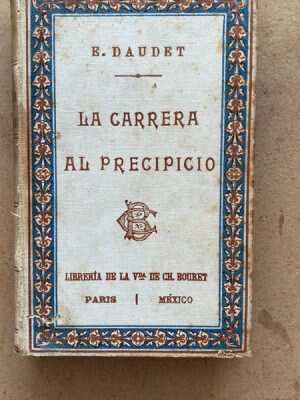 E. DAUDET
LA CARRERA
AL PRECIPICIO
LIBRERÍA DE LA Vda. DE CH. BOURET
PARIS | MÉXICO